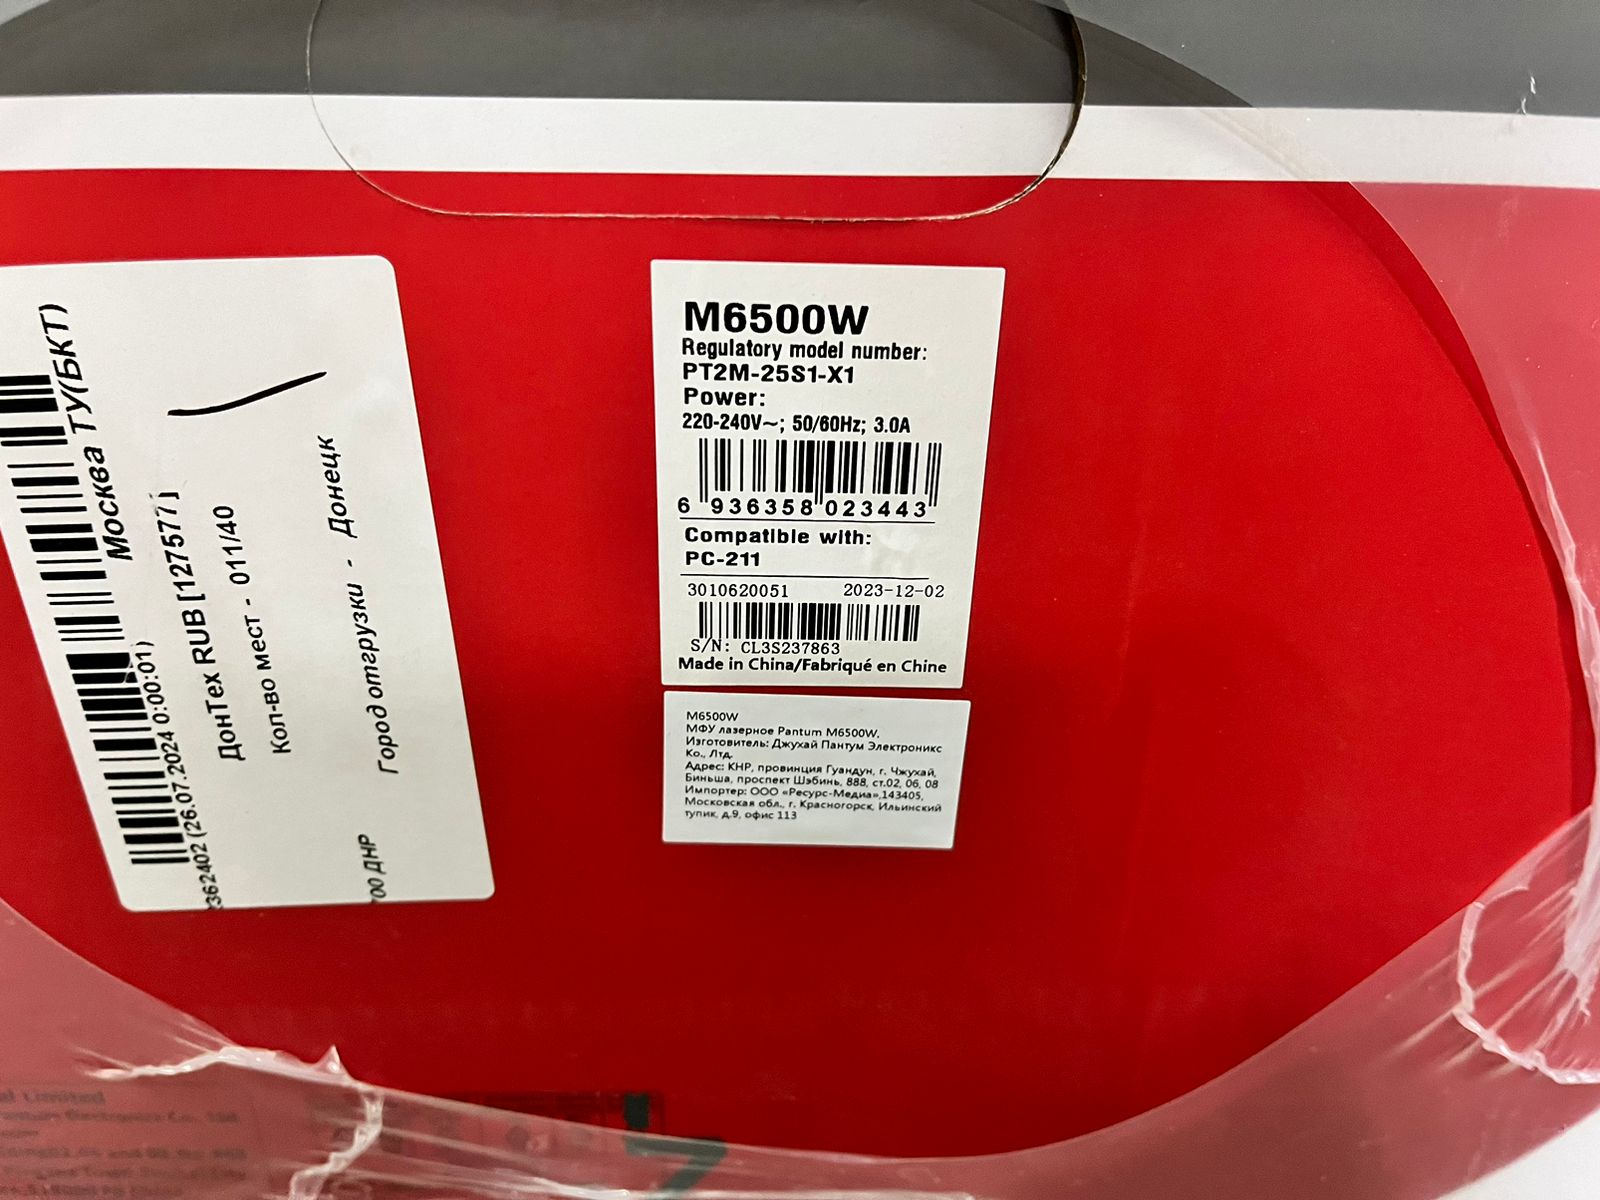 Москва ТУ(БКТ)
(26.07.2024 0:00:01)
ДонТех RUB [127577]
Кол-во мест - 011/40
Город отгрузки - Донецк
ДНР
M6500W
Regulatory model number:
PT2M-25S1-X1
Power:
220-240V~; 50/60Hz; 3.0A
6 936358 023443
Compatible with:
PC-211
3010620051 2023-12-02
S/N: CL3S237863
Made in China/Fabriqué en Chine
M6500W
МФУ лазерное Pantum M6500W.
Изготовитель: Джухай Пантум Электроникс
Ко., Лтд.
Адрес: КНР, провинция Гуандун, г. Чжухай,
Биньша, проспект Шэбинь, 888, ст.02, 06, 08
Импортер: ООО «Ресурс-Медиа»,143405,
Московская обл., г. Красногорск, Ильинский
тупик, д.9, офис 113